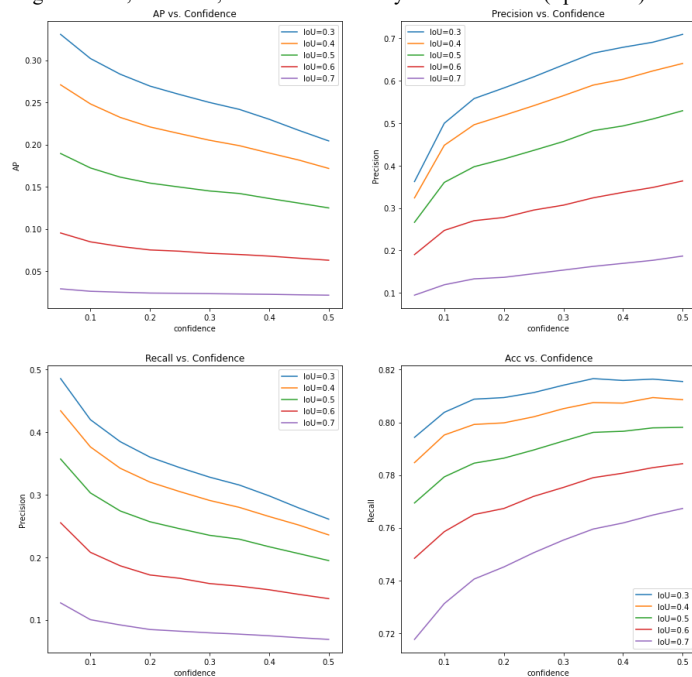 AP vs. Confidence
IoU=0.3
IoU=0.4
IoU=0.5
IoU=0.6
IoU=0.7
AP
0.30
0.25
0.20
0.15
0.10
0.05
0.1 0.2 0.3 0.4 0.5
confidence
Precision vs. Confidence
IoU=0.3
IoU=0.4
IoU=0.5
IoU=0.6
IoU=0.7
Precision
0.7
0.6
0.5
0.4
0.3
0.2
0.1
0.1 0.2 0.3 0.4 0.5
confidence
Recall vs. Confidence
IoU=0.3
IoU=0.4
IoU=0.5
IoU=0.6
IoU=0.7
Precision
0.5
0.4
0.3
0.2
0.1
0.1 0.2 0.3 0.4 0.5
confidence
Acc vs. Confidence
Recall
0.82
0.80
0.78
0.76
0.74
0.72
IoU=0.3
IoU=0.4
IoU=0.5
IoU=0.6
IoU=0.7
0.1 0.2 0.3 0.4 0.5
confidence